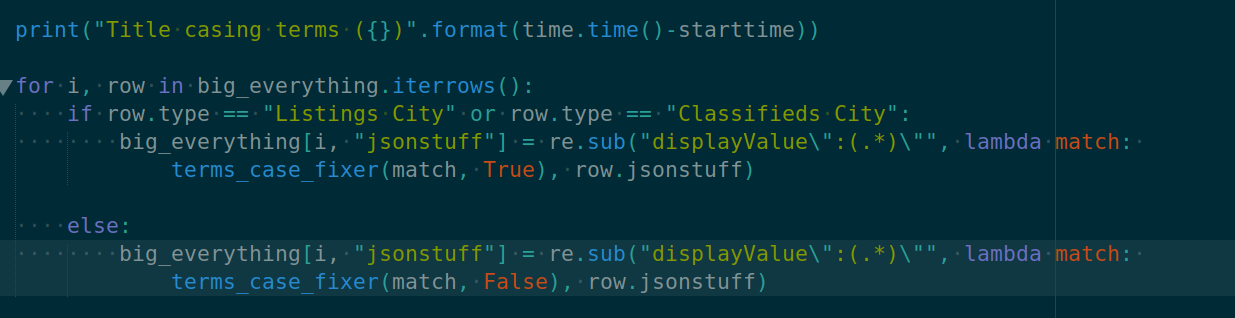 print("Title casing terms ({})".format(time.time()-starttime))
for i, row in big_everything.iterrows():
    if row.type == "Listings City" or row.type == "Classifieds City":
        big_everything[i, "jsonstuff"] = re.sub("displayValue\":(.*)\"", lambda match:
            terms_case_fixer(match, True), row.jsonstuff)
    else:
        big_everything[i, "jsonstuff"] = re.sub("displayValue\":(.*)\"", lambda match:
            terms_case_fixer(match, False), row.jsonstuff)